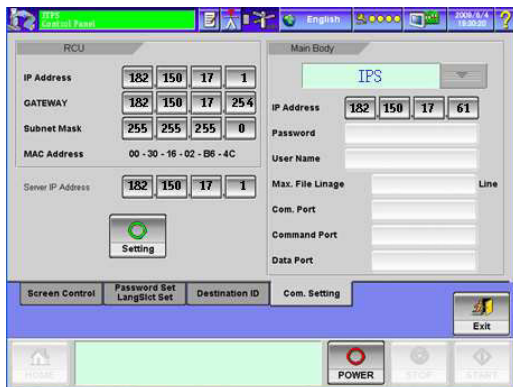 ITPS
Control Panel
English
2008/8/4
18:30:20
?
RCU
IP Address 182 150 17 1
GATEWAY 182 150 17 254
Subnet Mask 255 255 255 0
MAC Address 00 - 30 - 16 - 02 - B6 - 4C
Server IP Address 182 150 17 1
Setting
Main Body
IPS
IP Address 182 150 17 61
Password
User Name
Max. File Linage Line
Com. Port
Command Port
Data Port
Screen Control
Password Set
LangSlct Set
Destination ID
Com. Setting
Exit
HOME
POWER
STOP
START